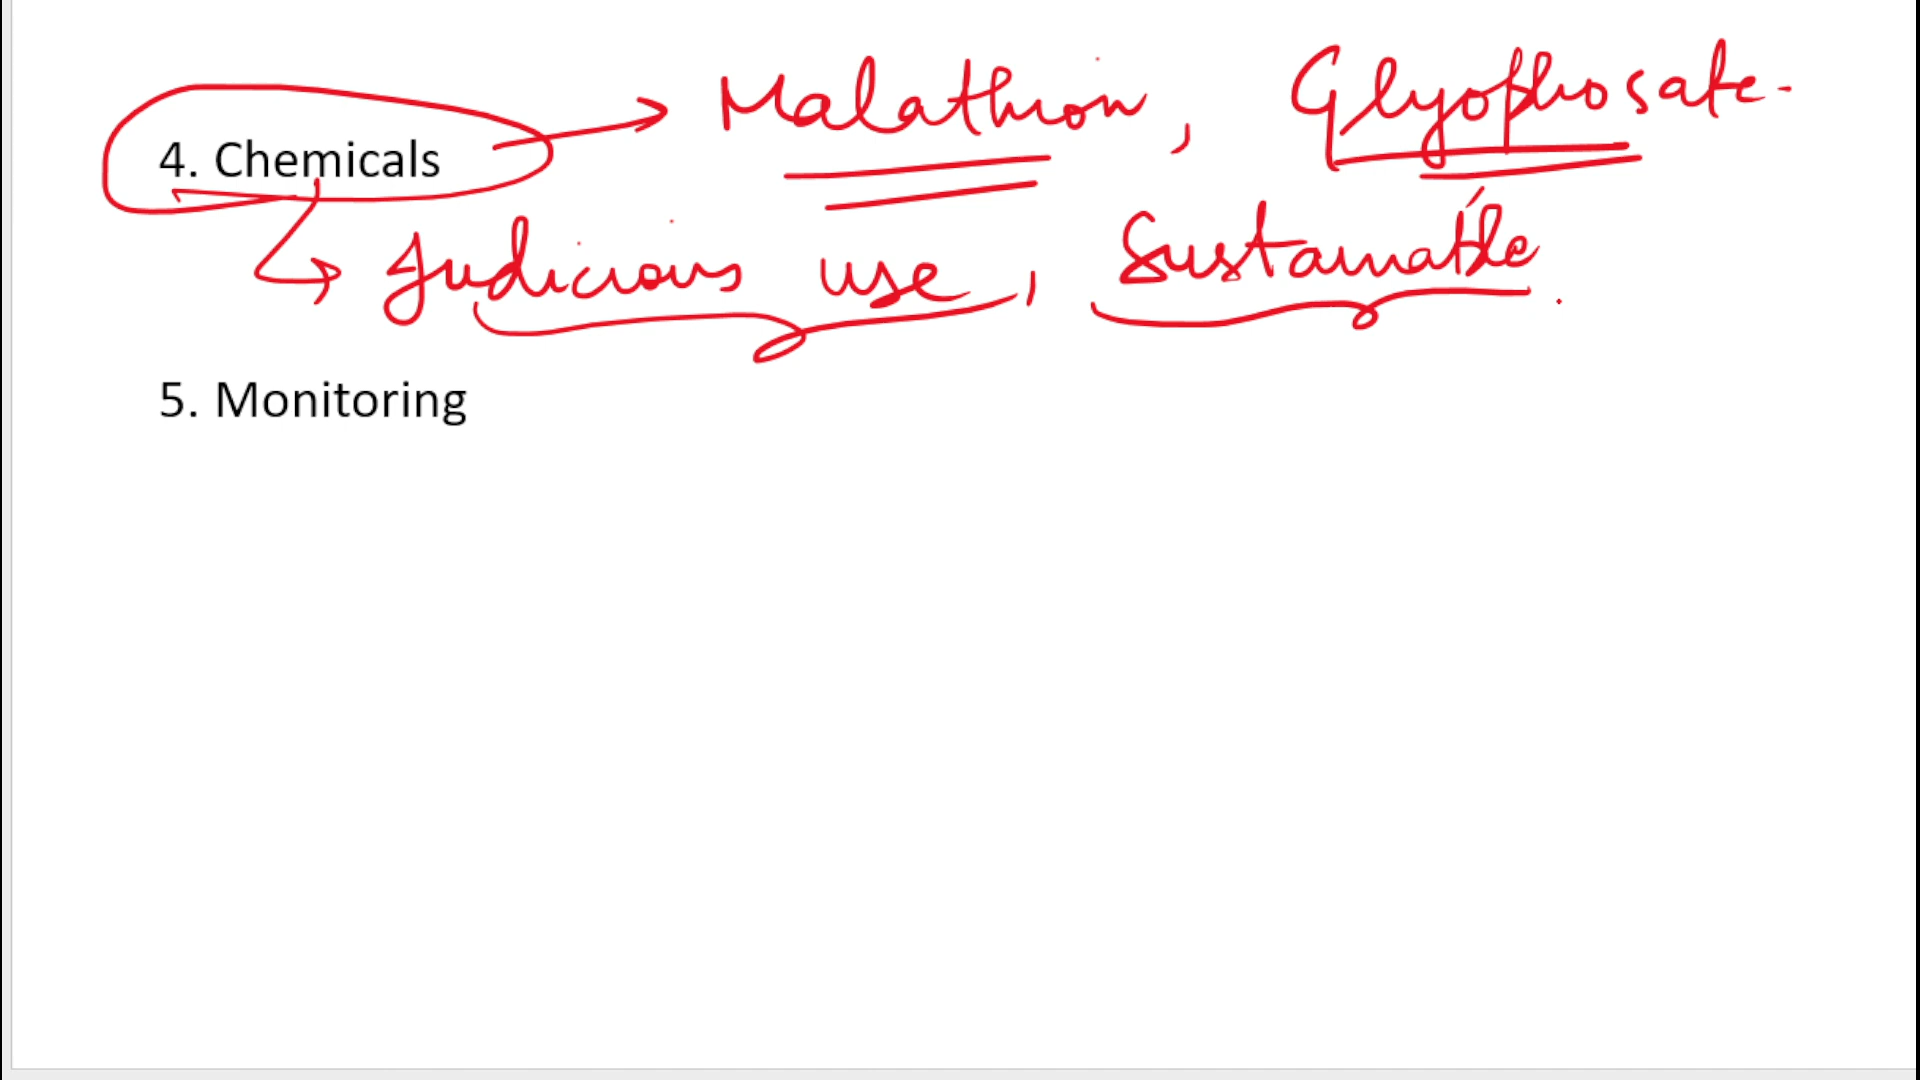 4. Chemicals → Malathion, Glyophosate.
↳ Judicious use, Sustainable.
5. Monitoring